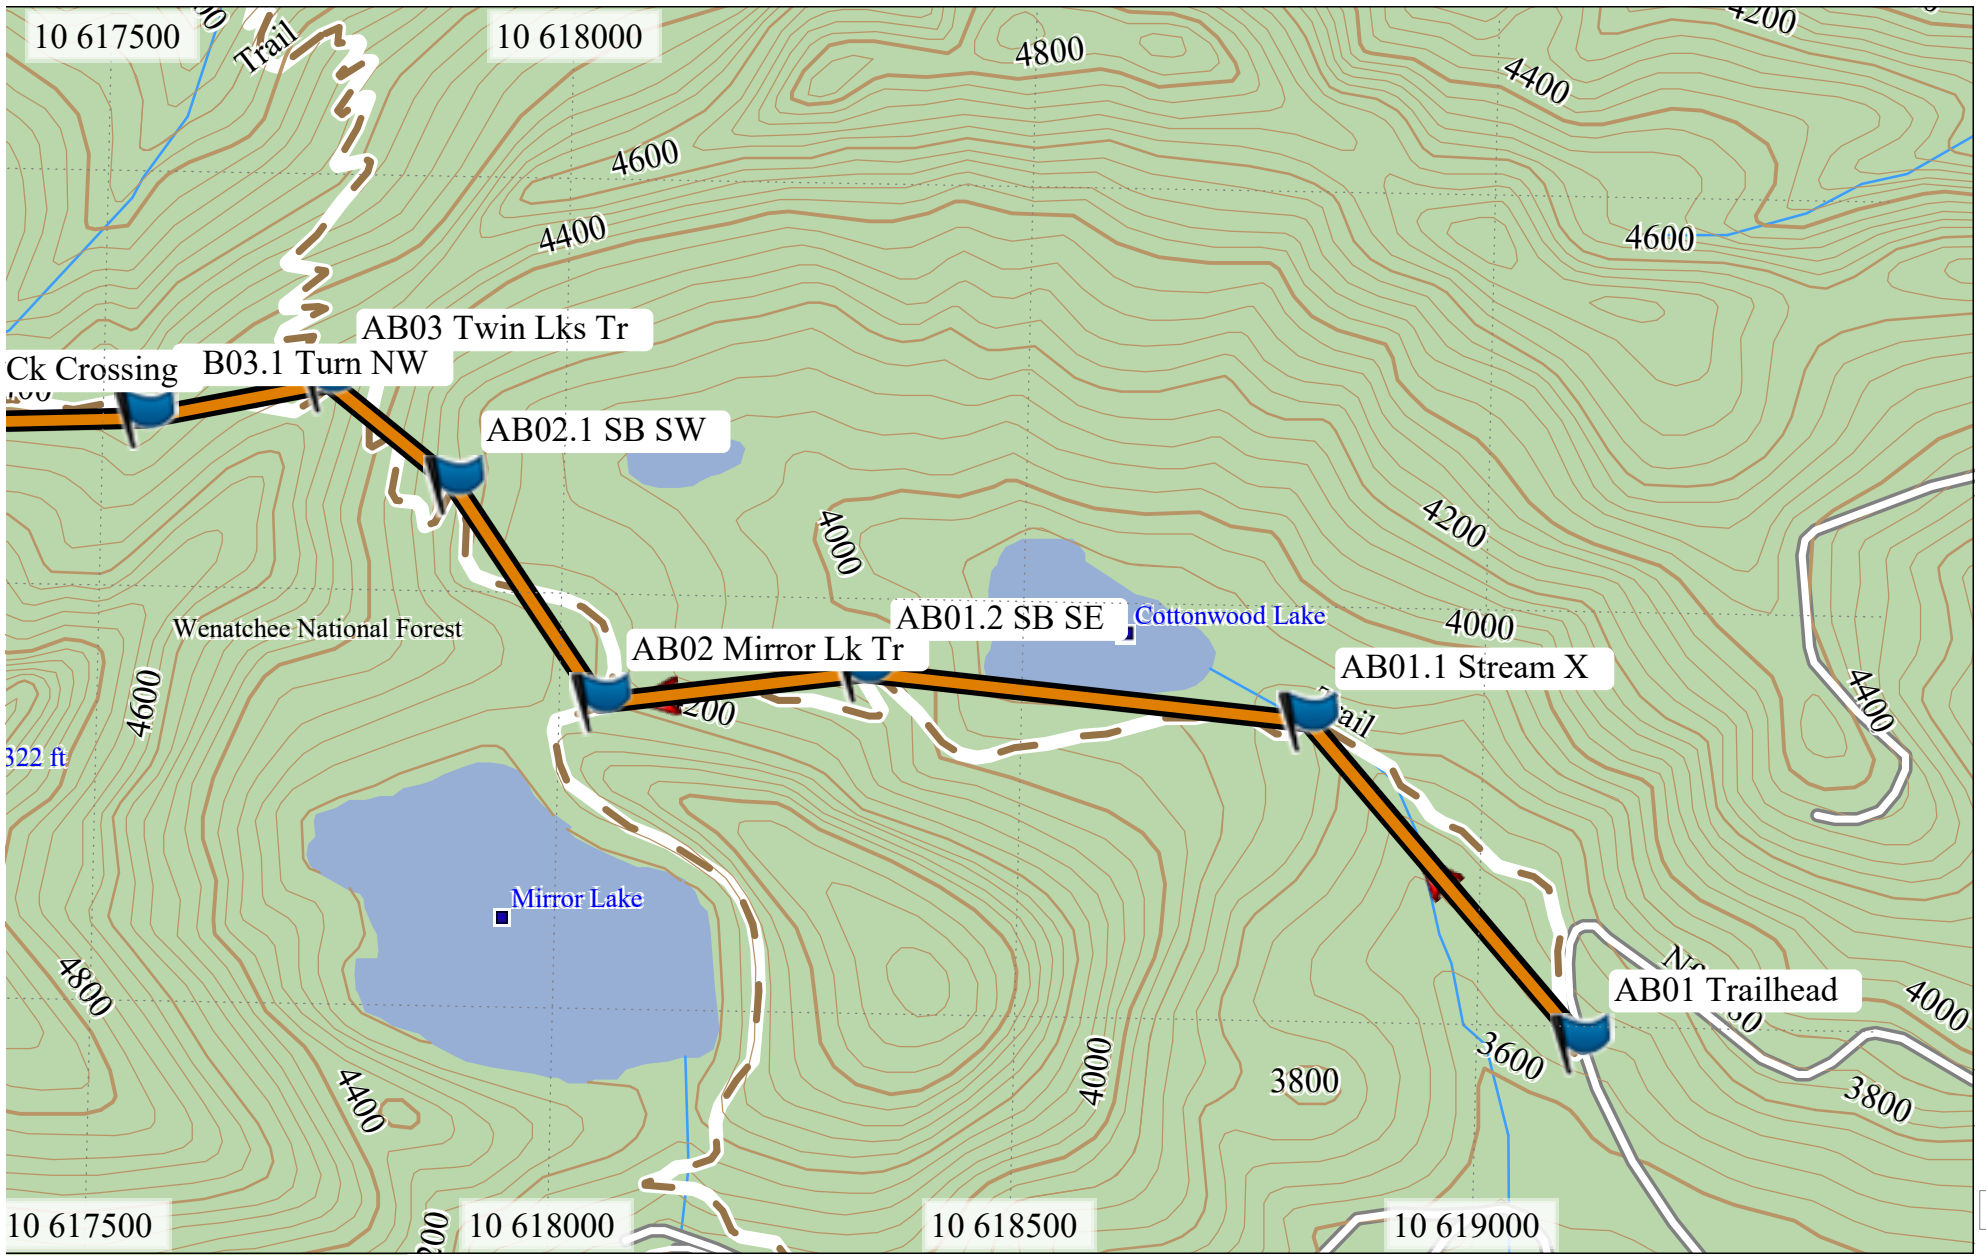 10 617500
Trail
10 618000
4800
4200
4400
4600
4400
4600
AB03 Twin Lks Tr
B03.1 Turn NW
Ck Crossing
AB02.1 SB SW
4000
4200
Wenatchee National Forest
AB01.2 SB SE
Cottonwood Lake
4000
AB02 Mirror Lk Tr
AB01.1 Stream X
4600
4400
322 ft
Mirror Lake
4800
AB01 Trailhead
4000
3600
4400
4000
3800
3800
10 617500
10 618000
10 618500
10 619000